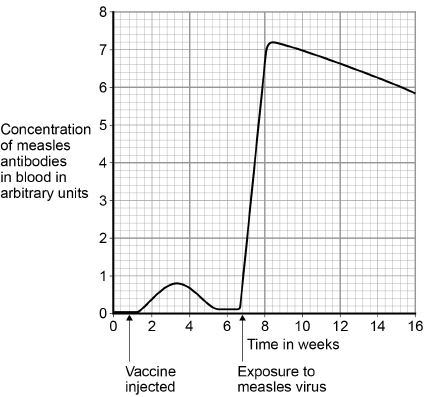 8
7
6
5
4
3
2
1
0
Concentration
of measles
antibodies
in blood in
arbitrary units
0 2 4 6 8 10 12 14 16
Time in weeks
Vaccine
injected
Exposure to
measles virus